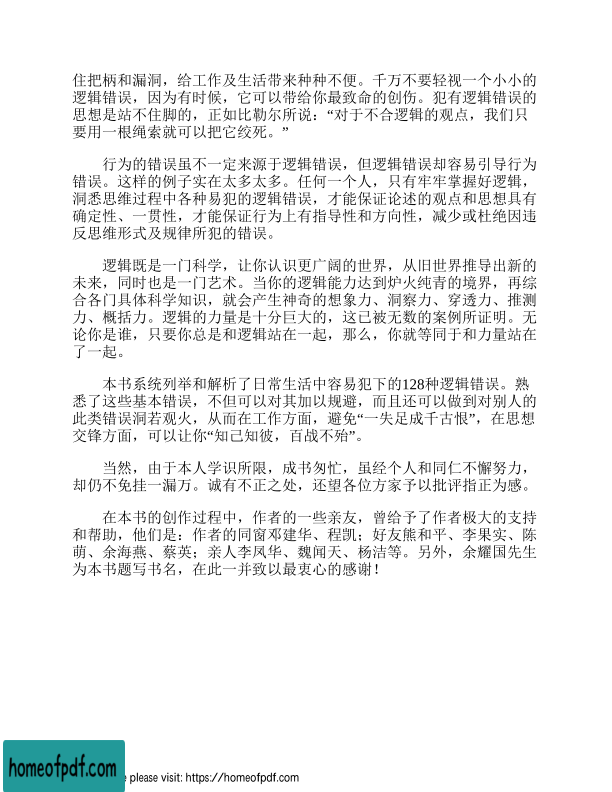 住把柄和漏洞，给工作及生活带来种种不便。千万不要轻视一个小小的
逻辑错误，因为有时候，它可以带给你最致命的创伤。犯有逻辑错误的
思想是站不住脚的，正如比勒尔所说：“对于不合逻辑的观点，我们只
要用一根绳索就可以把它绞死。”
行为的错误虽不一定来源于逻辑错误，但逻辑错误却容易引导行为
错误。这样的例子实在太多太多。任何一个人，只有牢牢掌握好逻辑，
洞悉思维过程中各种易犯的逻辑错误，才能保证论述的观点和思想具有
确定性、一贯性，才能保证行为上有指导性和方向性，减少或杜绝因违
反思维形式及规律所犯的错误。
逻辑既是一门科学，让你认识更广阔的世界，从旧世界推导出新的
未来，同时也是一门艺术。当你的逻辑能力达到炉火纯青的境界，再综
合各门具体科学知识，就会产生神奇的想象力、洞察力、穿透力、推测
力、概括力。逻辑的力量是十分巨大的，这已被无数的案例所证明。无
论你是谁，只要你总是和逻辑站在一起，那么，你就等同于和力量站在
了一起。
本书系统列举和解析了日常生活中容易犯下的128种逻辑错误。熟
悉了这些基本错误，不但可以对其加以规避，而且还可以做到对别人的
此类错误洞若观火，从而在工作方面，避免“一失足成千古恨”，在思想
交锋方面，可以让你“知己知彼，百战不殆”。
当然，由于本人学识所限，成书匆忙，虽经个人和同仁不懈努力，
却仍不免挂一漏万。诚有不正之处，还望各位方家予以批评指正为感。
在本书的创作过程中，作者的一些亲友，曾给予了作者极大的支持
和帮助，他们是：作者的同窗邓建华、程凯；好友熊和平、李果实、陈
萌、余海燕、蔡英；亲人李凤华、魏闻天、杨洁等。另外，余耀国先生
为本书题写书名，在此一并致以最衷心的感谢！
homeofpdf.com
e please visit: https://homeofpdf.com